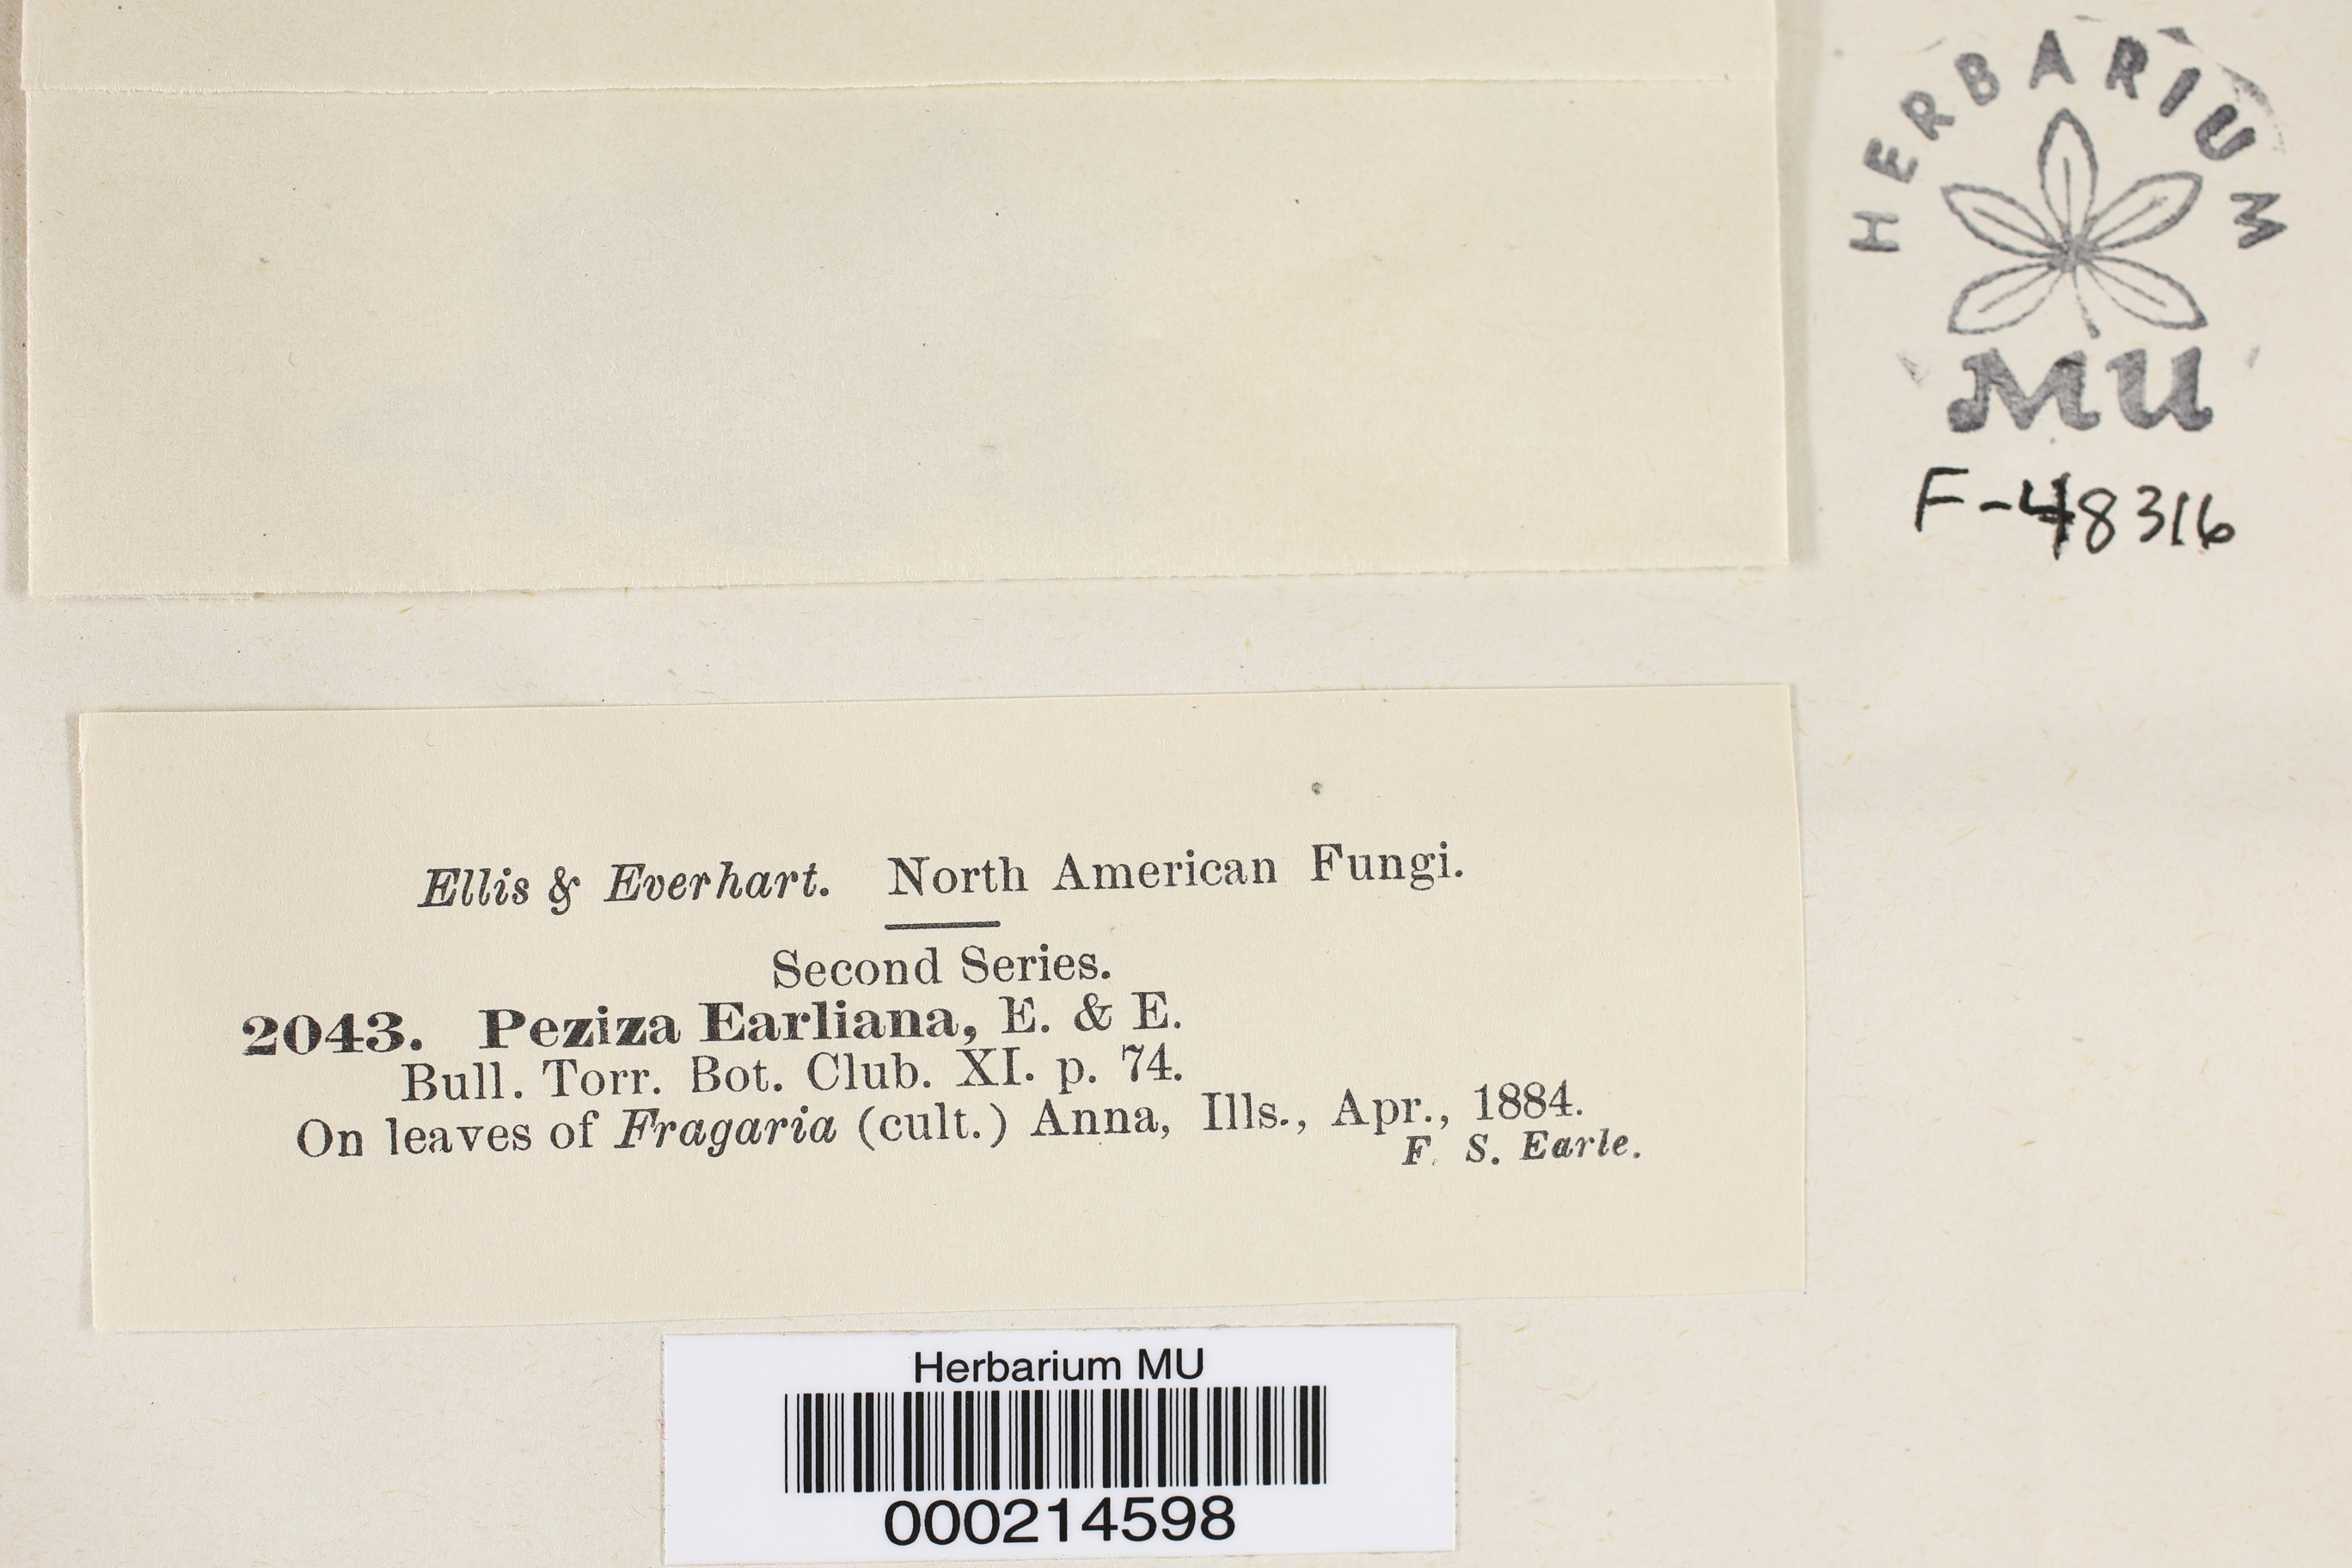 HERBARIUM
MU
F-48316
Ellis & Everhart. North American Fungi.
Second Series.
2043. Peziza Earliana, E. & E.
Bull. Torr. Bot. Club. XI. p. 74.
On leaves of Fragaria (cult.) Anna, Ills., Apr., 1884.
F. S. Earle.
Herbarium MU
000214598